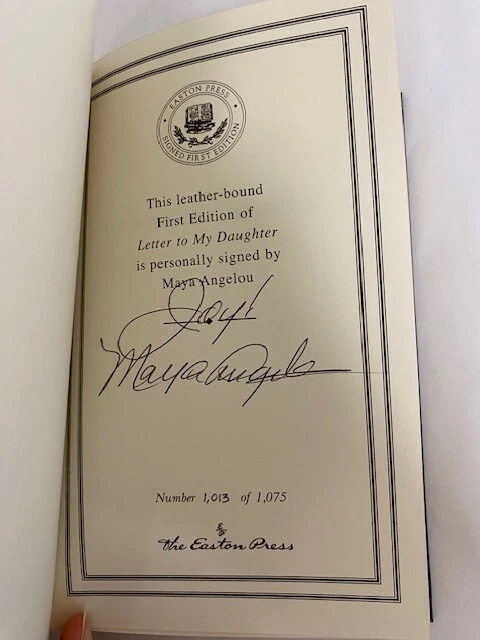 EASTON PRESS
SIGNED FIRST EDITION
This leather-bound
First Edition of
Letter to My Daughter
is personally signed by
Maya Angelou
Joy!
Maya Angelou
Number 1,013 of 1,075
The Easton Press